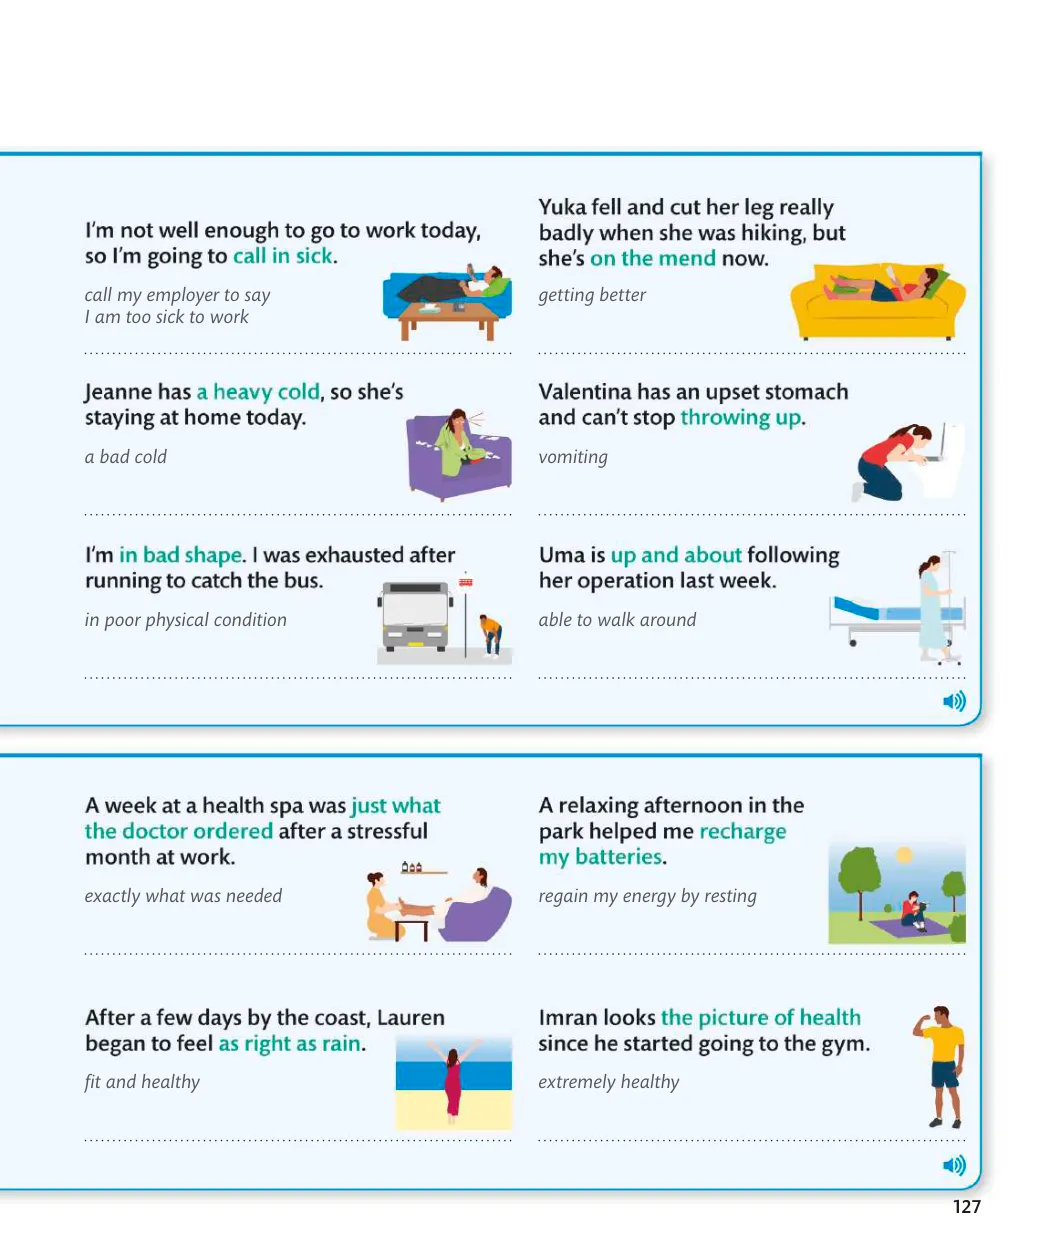 I'm not well enough to go to work today,
so I'm going to call in sick.
call my employer to say
I am too sick to work
Yuka fell and cut her leg really
badly when she was hiking, but
she's on the mend now.
getting better
Jeanne has a heavy cold, so she's
staying at home today.
a bad cold
Valentina has an upset stomach
and can't stop throwing up.
vomiting
I'm in bad shape. I was exhausted after
running to catch the bus.
in poor physical condition
Uma is up and about following
her operation last week.
able to walk around
A week at a health spa was just what
the doctor ordered after a stressful
month at work.
exactly what was needed
A relaxing afternoon in the
park helped me recharge
my batteries.
regain my energy by resting
After a few days by the coast, Lauren
began to feel as right as rain.
fit and healthy
Imran looks the picture of health
since he started going to the gym.
extremely healthy
127